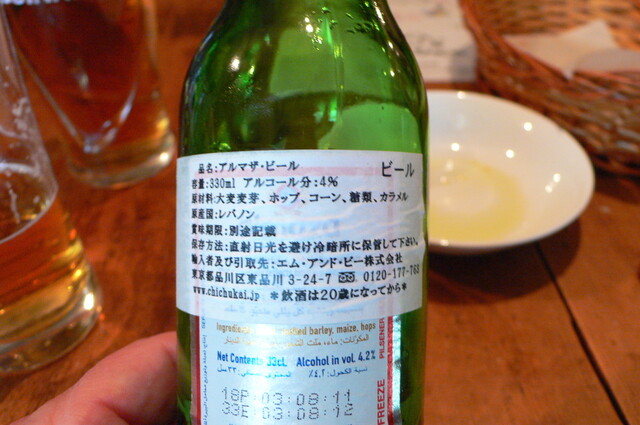 品名:アルマザ・ビール ビール
容量:330ml アルコール分:4%
原材料:大麦麦芽、ホップ、コーン、糖類、カラメル
原産国:レバノン
賞味期限:別途記載
保存方法:直射日光を避け冷暗所に保管して下さい。
輸入者及び引取先:エム・アンド・ビー株式会社
東京都品川区東品川 3-24-7 0120-177-763
www.chichukai.jp *飲酒は20歳になってから*
barley, maize, hops
Net Contents 33cL Alcohol in vol. 4.2%
18P:03:08:11
33E:03:08:12
FREEZE
PILSENER